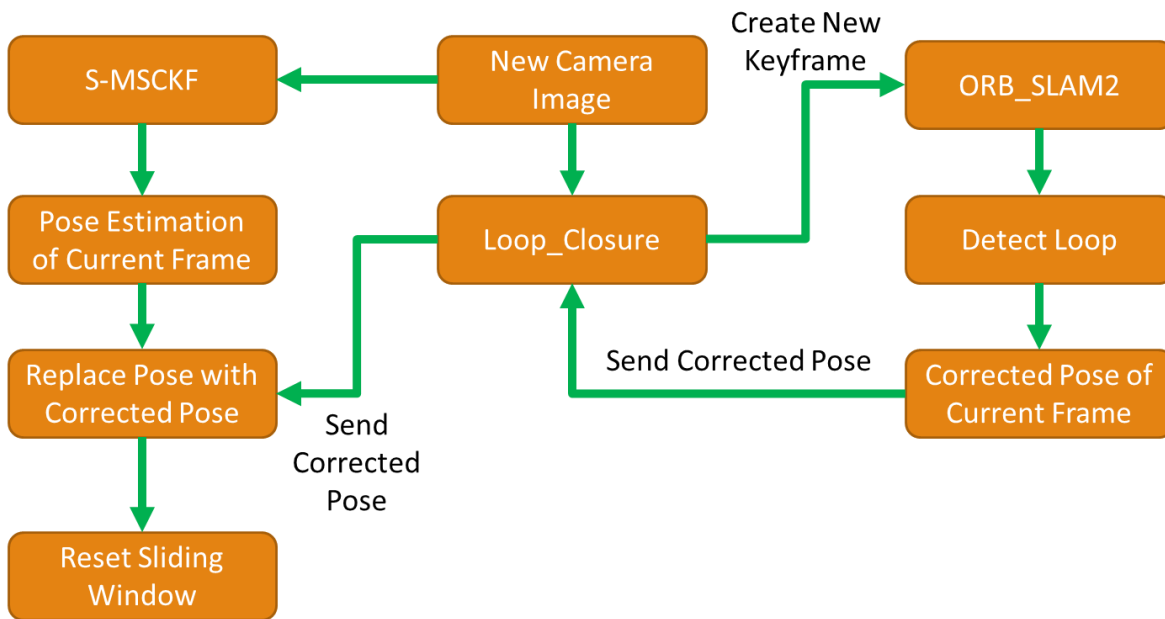 S-MSCKF
New Camera
Image
Create New
Keyframe
ORB_SLAM2
Pose Estimation
of Current Frame
Loop_Closure
Detect Loop
Replace Pose with
Corrected Pose
Send
Corrected
Pose
Send Corrected Pose
Corrected Pose of
Current Frame
Reset Sliding
Window